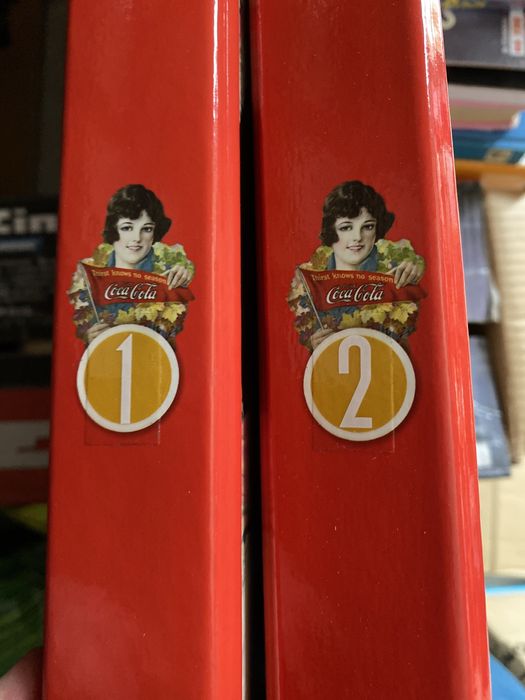 Thirst knows no season
Coca-Cola
1
Thirst knows no season
Coca-Cola
2